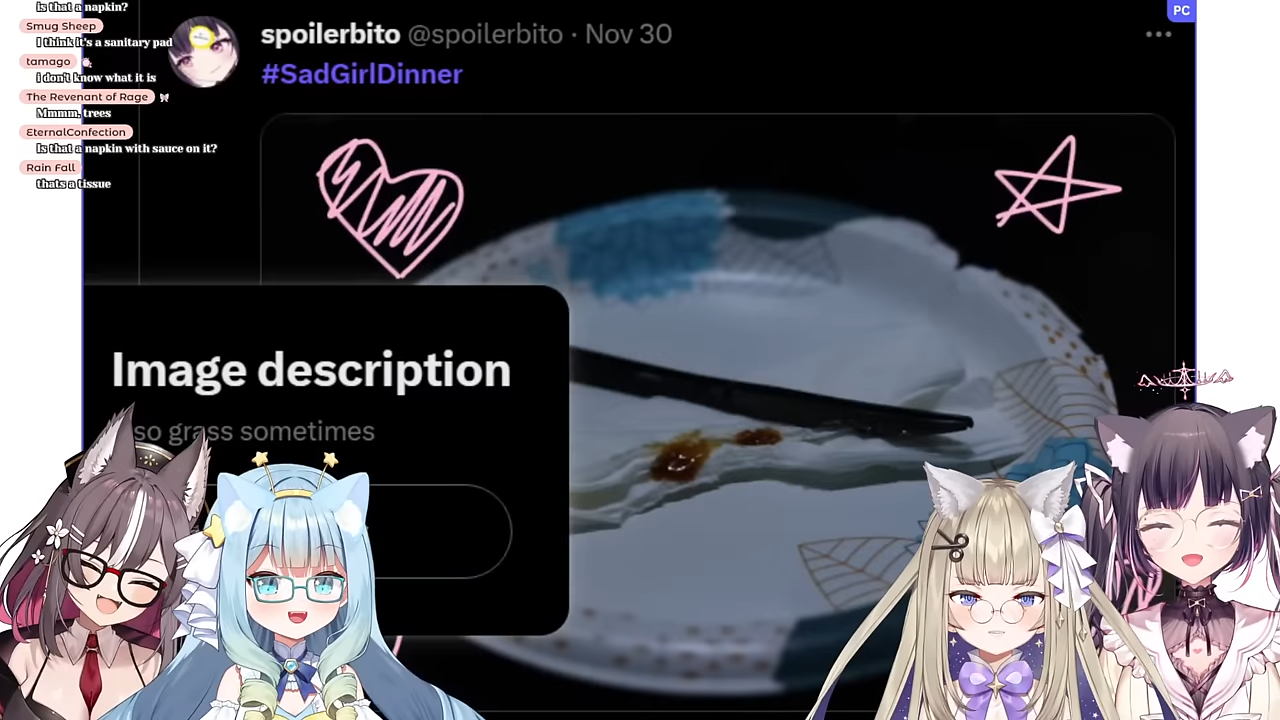 is that a napkin?
Smug Sheep
I think it's a sanitary pad
tamago
i don't know what it is
The Revenant of Rage
Mmmm, trees
EternalConfection
Is that a napkin with sauce on it?
Rain Fall
thats a tissue
PC
spoilerbito @spoilerbito · Nov 30
#SadGirlDinner
Image description
so grass sometimes